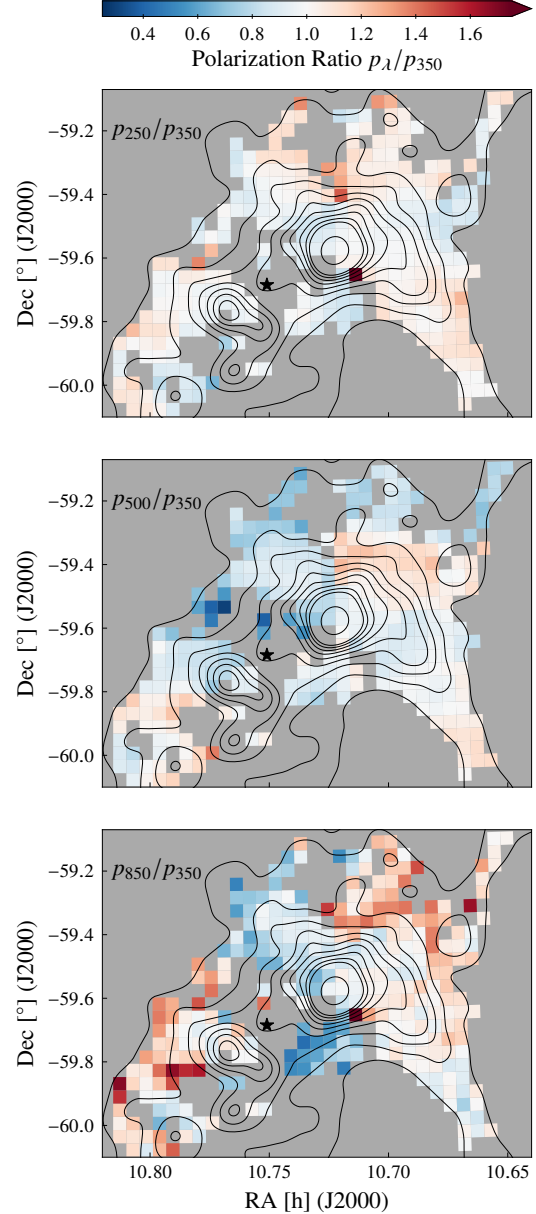 0.4 0.6 0.8 1.0 1.2 1.4 1.6
Polarization Ratio p_λ/p_350
p_250/p_350
−59.2
−59.4
−59.6
−59.8
−60.0
Dec [°] (J2000)
p_500/p_350
−59.2
−59.4
−59.6
−59.8
−60.0
Dec [°] (J2000)
p_850/p_350
−59.2
−59.4
−59.6
−59.8
−60.0
Dec [°] (J2000)
10.80 10.75 10.70 10.65
RA [h] (J2000)